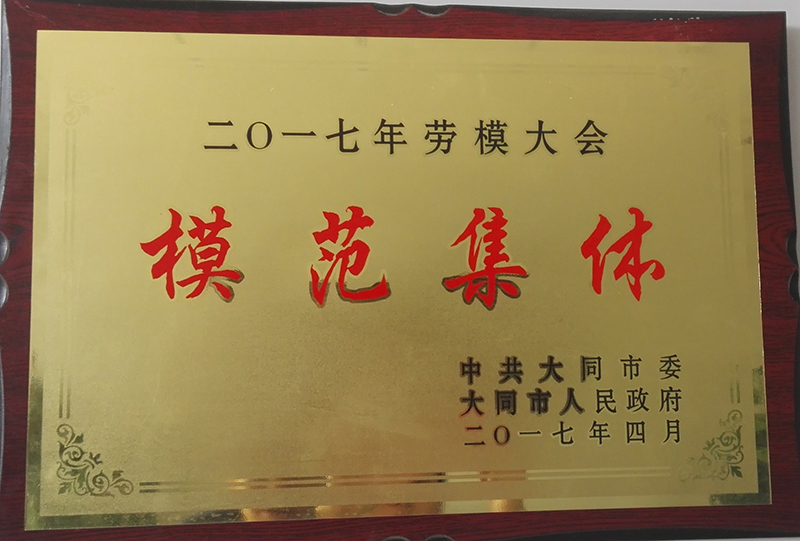 二〇一七年劳模大会
模范集体
中共大同市委
大同市人民政府
二〇一七年四月